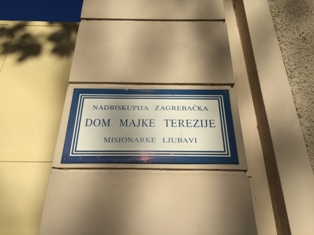 NADBISKUPIJA ZAGREBAČKA
DOM MAJKE TEREZIJE
MISIONARKE LJUBAVI